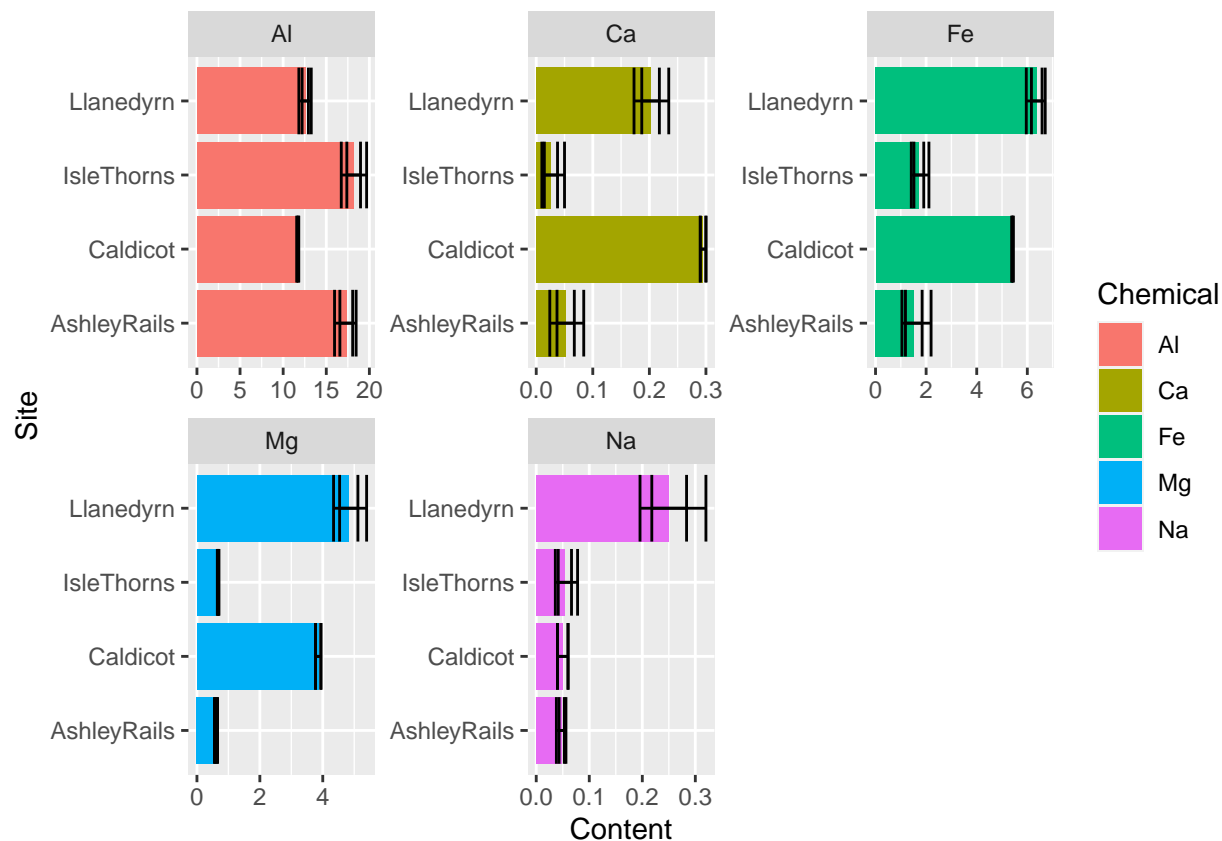 Al
Ca
Fe
Llanedyrn
IsleThorns
Caldicot
AshleyRails
0 5 10 15 20
Llanedyrn
IsleThorns
Caldicot
AshleyRails
0.0 0.1 0.2 0.3
Llanedyrn
IsleThorns
Caldicot
AshleyRails
0 2 4 6
Mg
Na
Llanedyrn
IsleThorns
Caldicot
AshleyRails
0 2 4
Llanedyrn
IsleThorns
Caldicot
AshleyRails
0.0 0.1 0.2 0.3
Site
Content
Chemical
Al
Ca
Fe
Mg
Na